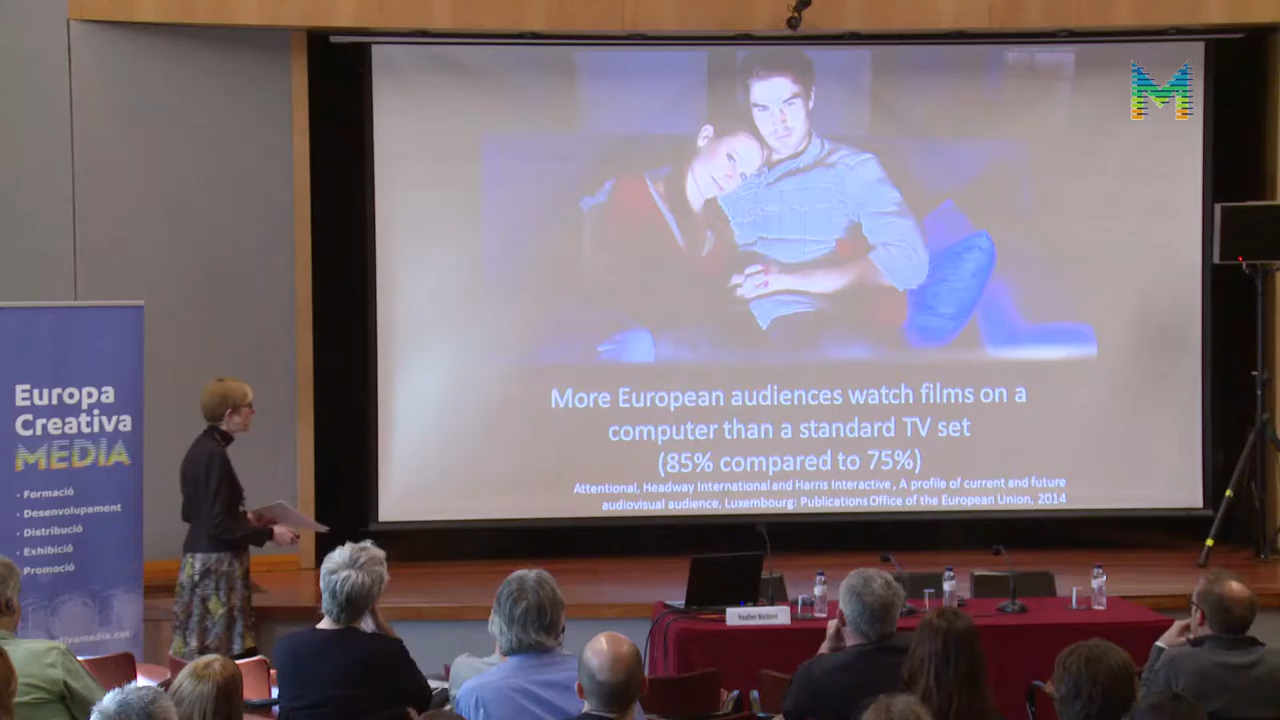 More European audiences watch films on a
computer than a standard TV set
(85% compared to 75%)
Attentional, Headway International and Harris Interactive , A profile of current and future
audiovisual audience, Luxembourg: Publications Office of the European Union, 2014
M
Europa
Creativa
MEDIA
· Formació
· Desenvolupament
· Distribució
· Exhibició
· Promoció
tivamedia.cat
Heather